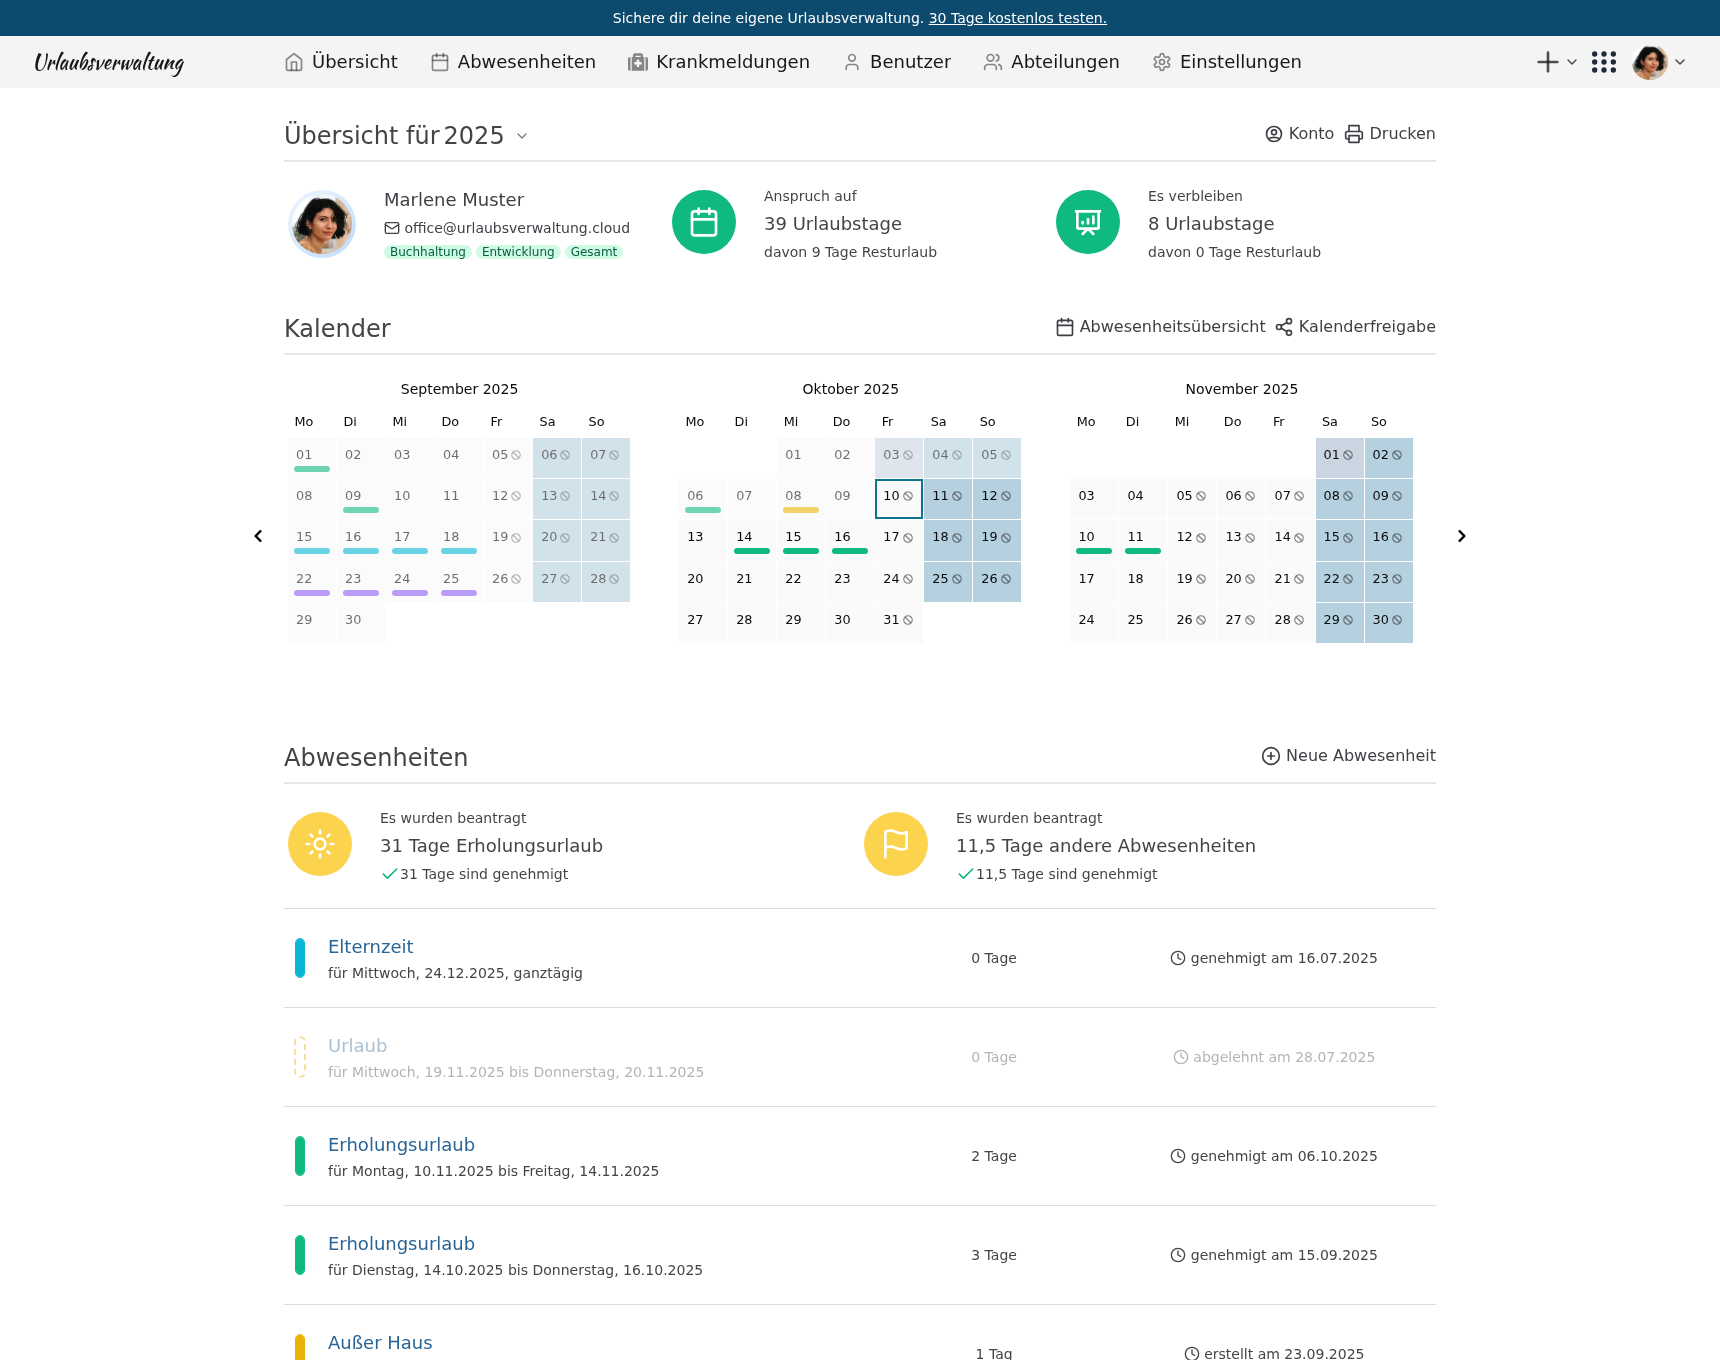 Sichere dir deine eigene Urlaubsverwaltung. 30 Tage kostenlos testen.
Urlaubsverwaltung Übersicht Abwesenheiten Krankmeldungen Benutzer Abteilungen Einstellungen
Übersicht für 2025 Konto Drucken
Marlene Muster
office@urlaubsverwaltung.cloud
Buchhaltung Entwicklung Gesamt
Anspruch auf
39 Urlaubstage
davon 9 Tage Resturlaub
Es verbleiben
8 Urlaubstage
davon 0 Tage Resturlaub
Kalender Abwesenheitsübersicht Kalenderfreigabe
September 2025
Mo Di Mi Do Fr Sa So
01 02 03 04 05 06 07
08 09 10 11 12 13 14
15 16 17 18 19 20 21
22 23 24 25 26 27 28
29 30
Oktober 2025
Mo Di Mi Do Fr Sa So
01 02 03 04 05
06 07 08 09 10 11 12
13 14 15 16 17 18 19
20 21 22 23 24 25 26
27 28 29 30 31
November 2025
Mo Di Mi Do Fr Sa So
01 02
03 04 05 06 07 08 09
10 11 12 13 14 15 16
17 18 19 20 21 22 23
24 25 26 27 28 29 30
Abwesenheiten Neue Abwesenheit
Es wurden beantragt
31 Tage Erholungsurlaub
31 Tage sind genehmigt
Es wurden beantragt
11,5 Tage andere Abwesenheiten
11,5 Tage sind genehmigt
Elternzeit
für Mittwoch, 24.12.2025, ganztägig
0 Tage
genehmigt am 16.07.2025
Urlaub
für Mittwoch, 19.11.2025 bis Donnerstag, 20.11.2025
0 Tage
abgelehnt am 28.07.2025
Erholungsurlaub
für Montag, 10.11.2025 bis Freitag, 14.11.2025
2 Tage
genehmigt am 06.10.2025
Erholungsurlaub
für Dienstag, 14.10.2025 bis Donnerstag, 16.10.2025
3 Tage
genehmigt am 15.09.2025
Außer Haus
1 Tag
erstellt am 23.09.2025